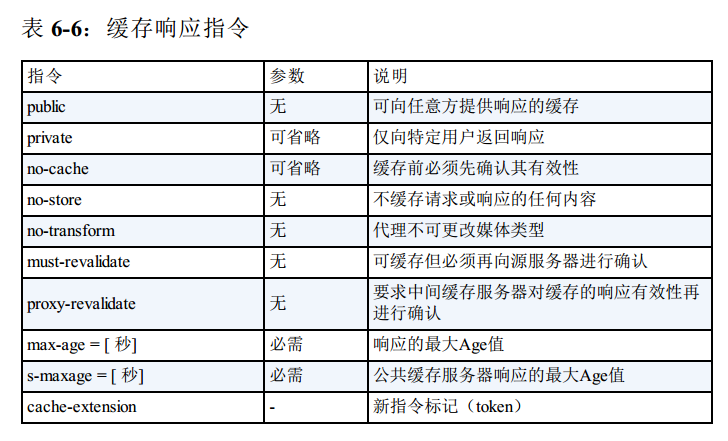 表 6-6：缓存响应指令
指令 参数 说明
public 无 可向任意方提供响应的缓存
private 可省略 仅向特定用户返回响应
no-cache 可省略 缓存前必须先确认其有效性
no-store 无 不缓存请求或响应的任何内容
no-transform 无 代理不可更改媒体类型
must-revalidate 无 可缓存但必须再向源服务器进行确认
proxy-revalidate 无 要求中间缓存服务器对缓存的响应有效性再
进行确认
max-age = [ 秒] 必需 响应的最大Age值
s-maxage = [ 秒] 必需 公共缓存服务器响应的最大Age值
cache-extension - 新指令标记（token）